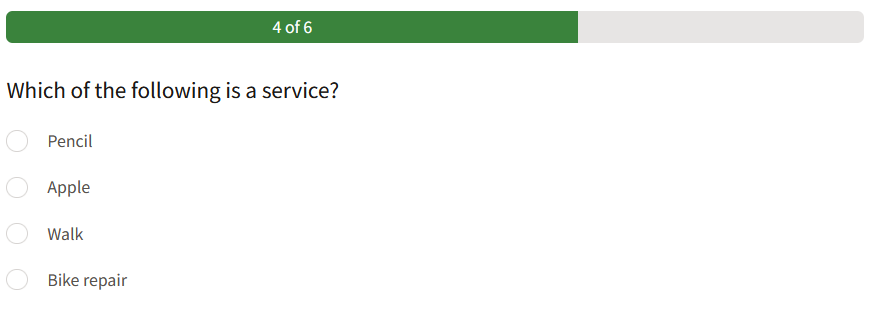 4 of 6
Which of the following is a service?
Pencil
Apple
Walk
Bike repair